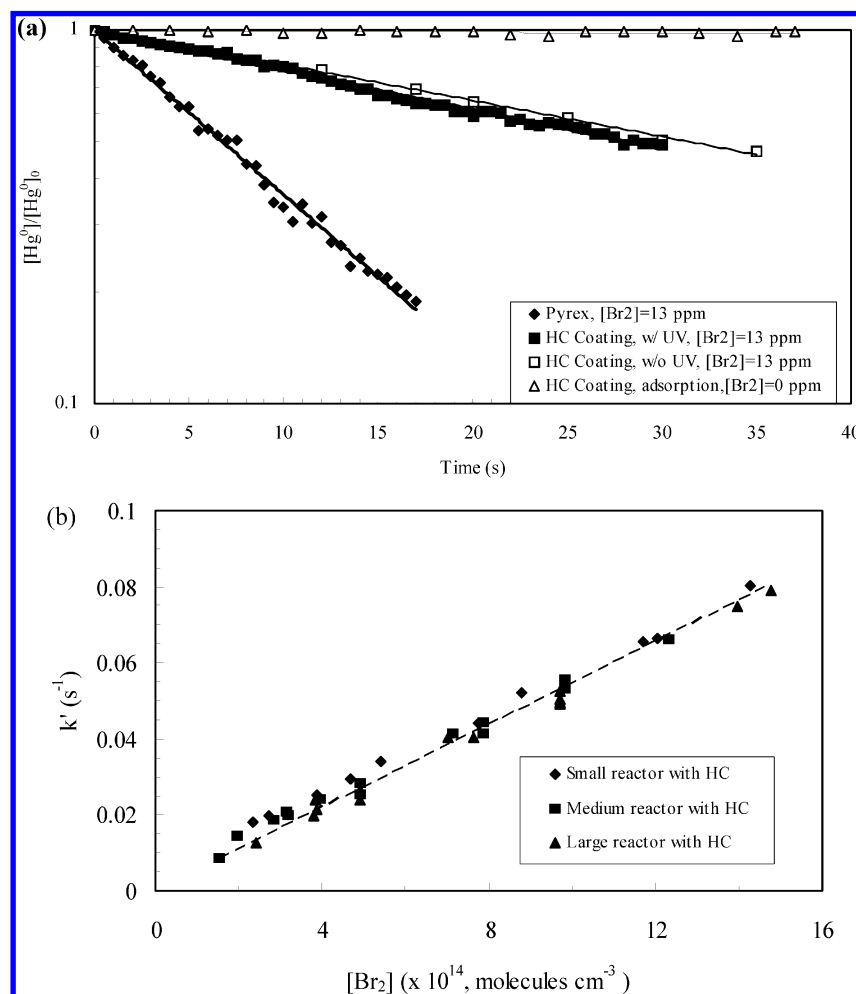 (a)
1
0.1
[Hg⁰]/[Hg⁰]₀
0 5 10 15 20 25 30 35 40
Time (s)
Pyrex, [Br2]=13 ppm
HC Coating, w/ UV, [Br2]=13 ppm
HC Coating, w/o UV, [Br2]=13 ppm
HC Coating, adsorption,[Br2]=0 ppm
(b)
0.1
0.08
0.06
0.04
0.02
0
k' (s⁻¹)
Small reactor with HC
Medium reactor with HC
Large reactor with HC
0 4 8 12 16
[Br₂] (x 10¹⁴, molecules cm⁻³ )